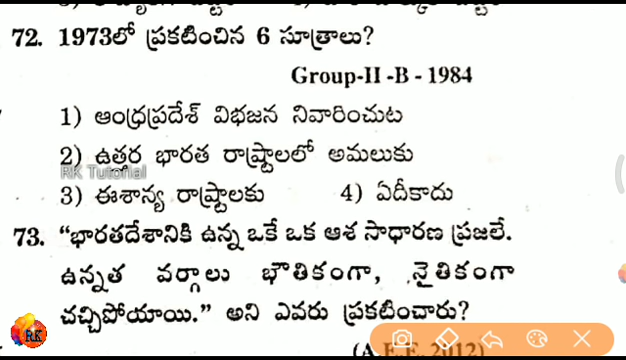 72. 1973లో ప్రకటించిన 6 సూత్రాలు?
Group-II -B - 1984
1) ఆంధ్రప్రదేశ్ విభజన నివారించుట
2) ఉత్తర భారత రాష్ట్రాలలో అమలుకు
RK Tutorial
3) ఈశాన్య రాష్ట్రాలకు 4) ఏదీకాదు
73. "భారతదేశానికి ఉన్న ఒకే ఒక ఆశ సాధారణ ప్రజలే.
ఉన్నత వర్గాలు భౌతికంగా, నైతికంగా
చచ్చిపోయాయి." అని ఎవరు ప్రకటించారు?
RK
(A.E.E. 2012)